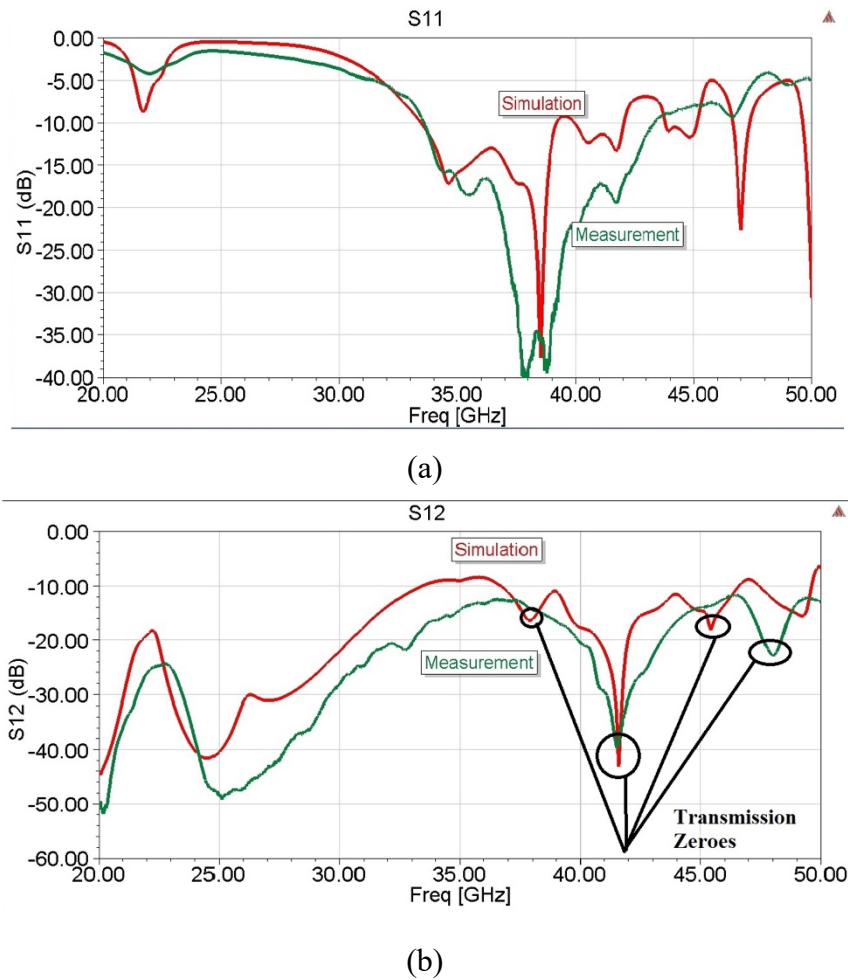 S11
0.00
-5.00
-10.00
-15.00
-20.00
-25.00
-30.00
-35.00
-40.00
S11 (dB)
Simulation
Measurement
20.00 25.00 30.00 35.00 40.00 45.00 50.00
Freq [GHz]
(a)
S12
0.00
-10.00
-20.00
-30.00
-40.00
-50.00
-60.00
S12 (dB)
Simulation
Measurement
Transmission
Zeroes
20.00 25.00 30.00 35.00 40.00 45.00 50.00
Freq [GHz]
(b)